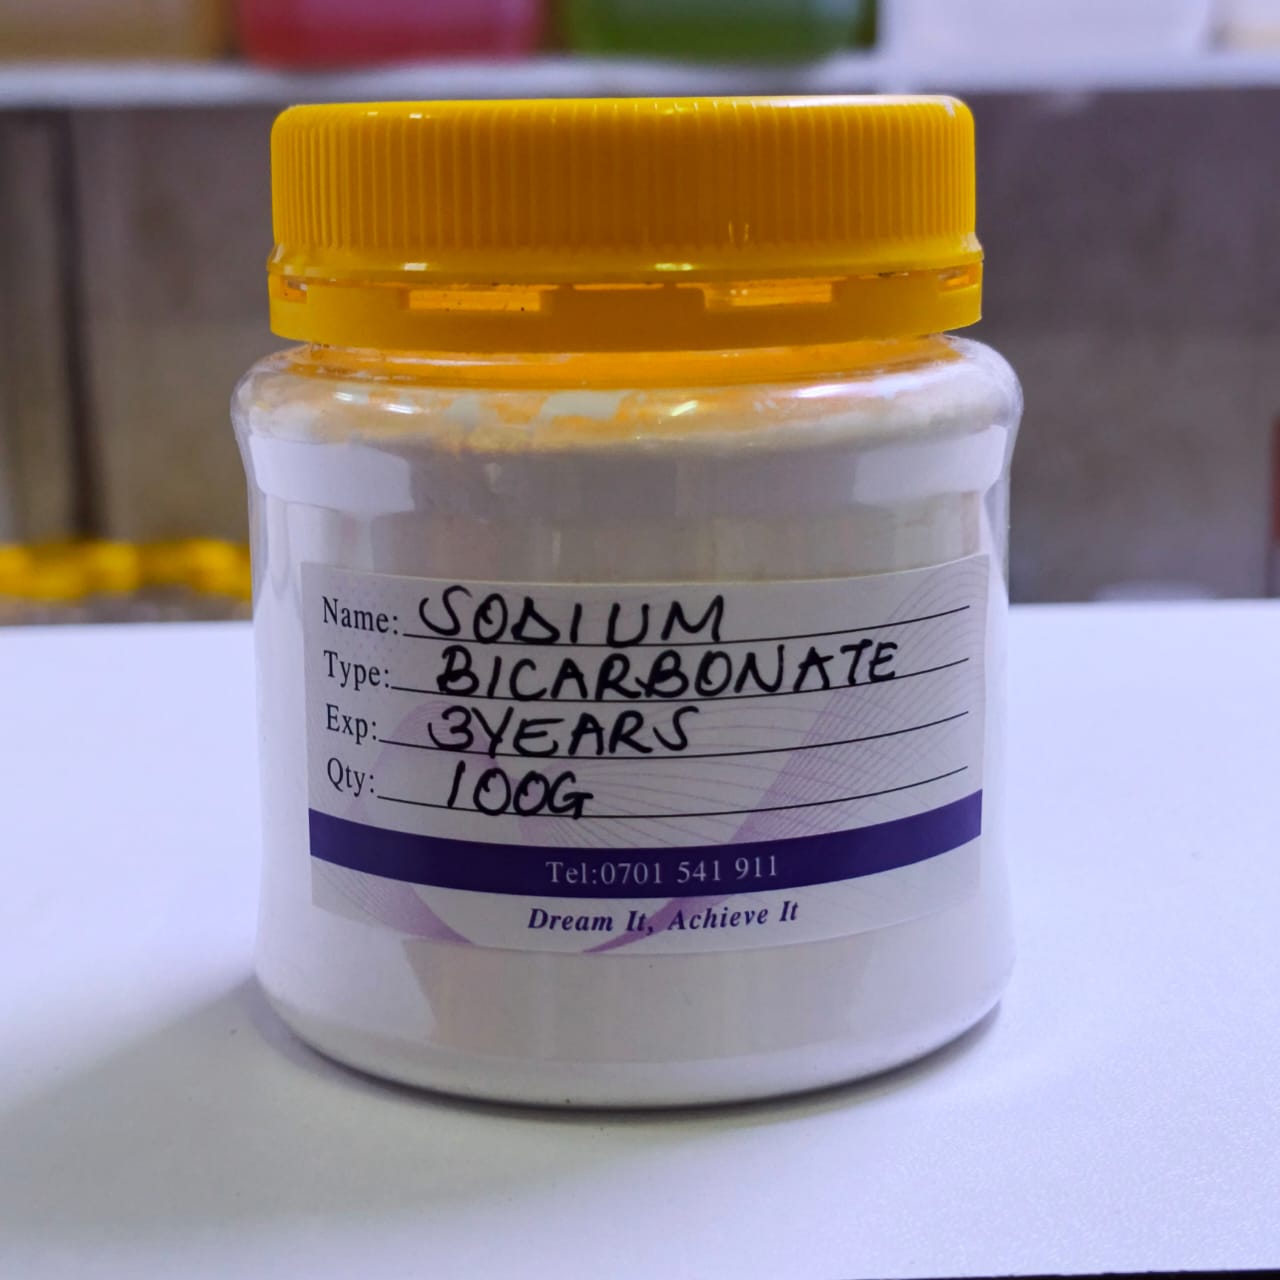 Name: SODIUM
Type: BICARBONATE
Exp: 3YEARS
Qty: 100G
Tel:0701 541 911
Dream It, Achieve It